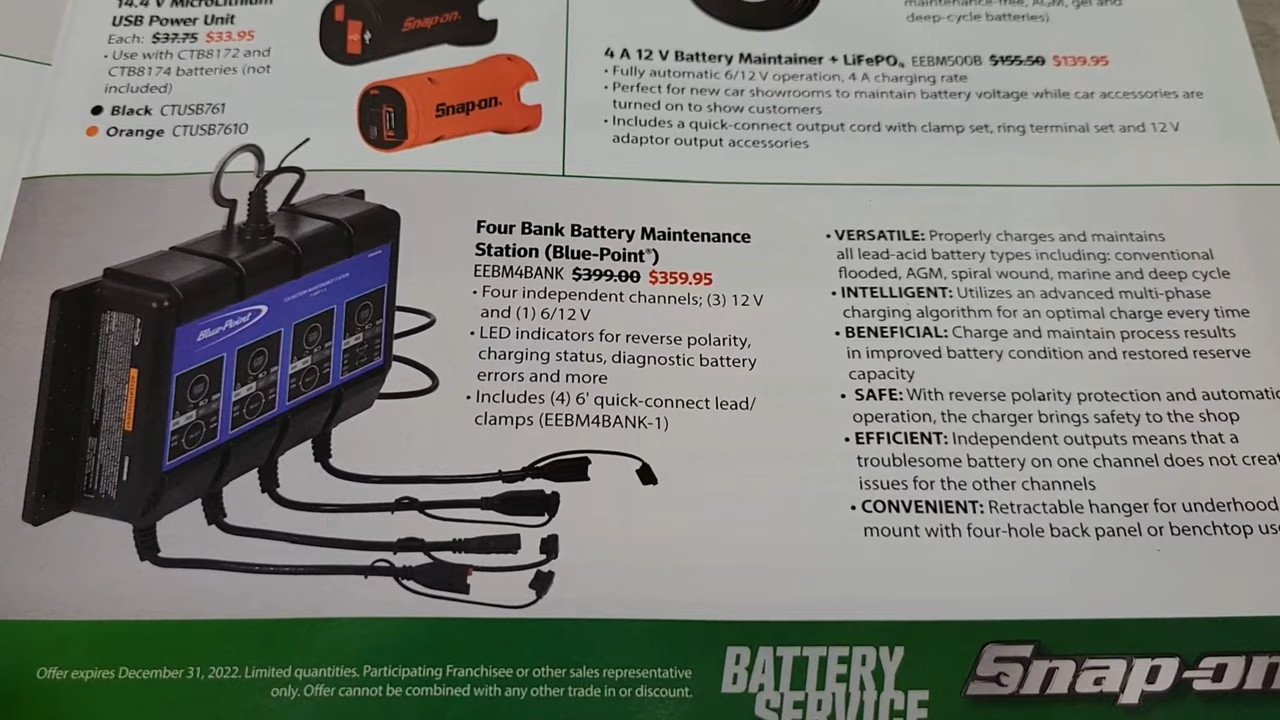 14.4 V MicroLithium
USB Power Unit
Each: $37.75 $33.95
• Use with CTB8172 and
CTB8174 batteries (not
included)
Black CTUSB761
Orange CTUSB7610
Snap-on.
Snap-on.
maintenance-free, AGM, gel and
deep-cycle batteries)
4 A 12 V Battery Maintainer + LiFePO₄ EEBM500B $155.50 $139.95
• Fully automatic 6/12 V operation, 4 A charging rate
• Perfect for new car showrooms to maintain battery voltage while car accessories are
turned on to show customers
• Includes a quick-connect output cord with clamp set, ring terminal set and 12 V
adaptor output accessories
Blue-Point
Four Bank Battery Maintenance
Station (Blue-Point®)
EEBM4BANK $399.00 $359.95
• Four independent channels; (3) 12 V
and (1) 6/12 V
• LED indicators for reverse polarity,
charging status, diagnostic battery
errors and more
• Includes (4) 6' quick-connect lead/
clamps (EEBM4BANK-1)
• VERSATILE: Properly charges and maintains
all lead-acid battery types including: conventional
flooded, AGM, spiral wound, marine and deep cycle
• INTELLIGENT: Utilizes an advanced multi-phase
charging algorithm for an optimal charge every time
• BENEFICIAL: Charge and maintain process results
in improved battery condition and restored reserve
capacity
• SAFE: With reverse polarity protection and automatic
operation, the charger brings safety to the shop
• EFFICIENT: Independent outputs means that a
troublesome battery on one channel does not creat
issues for the other channels
• CONVENIENT: Retractable hanger for underhood
mount with four-hole back panel or benchtop us
Offer expires December 31, 2022. Limited quantities. Participating Franchisee or other sales representative
only. Offer cannot be combined with any other trade in or discount.
BATTERY
SERVICE
Snap-on